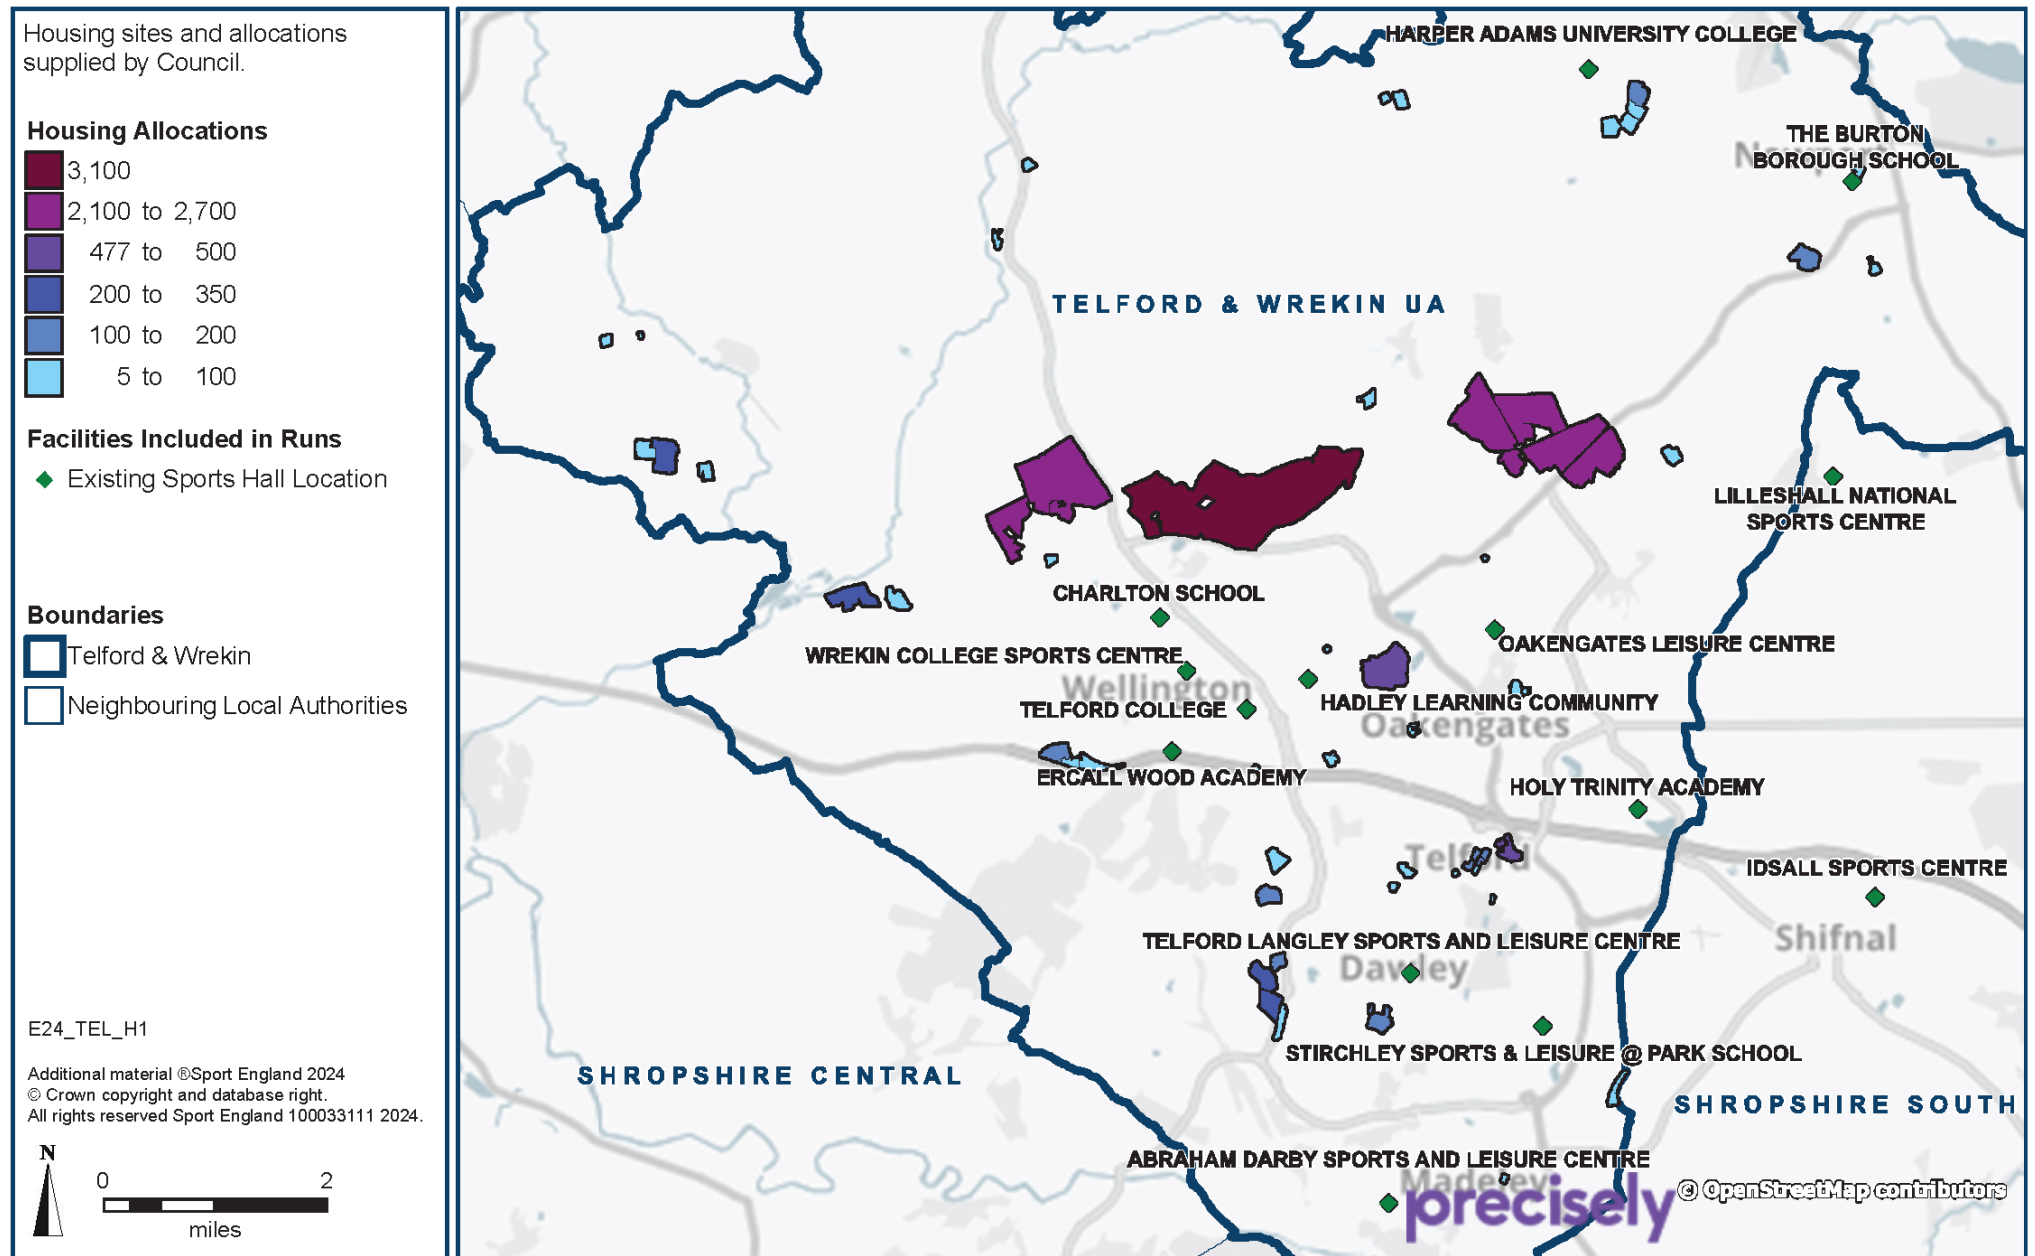 Housing sites and allocations
supplied by Council.
Housing Allocations
3,100
2,100 to 2,700
477 to 500
200 to 350
100 to 200
5 to 100
Facilities Included in Runs
Existing Sports Hall Location
Boundaries
Telford & Wrekin
Neighbouring Local Authorities
E24_TEL_H1
Additional material ®Sport England 2024
© Crown copyright and database right.
All rights reserved Sport England 100033111 2024.
N
0 2
miles
HARPER ADAMS UNIVERSITY COLLEGE
THE BURTON
BOROUGH SCHOOL
Newport
TELFORD & WREKIN UA
LILLESHALL NATIONAL
SPORTS CENTRE
CHARLTON SCHOOL
OAKENGATES LEISURE CENTRE
WREKIN COLLEGE SPORTS CENTRE
Wellington
HADLEY LEARNING COMMUNITY
TELFORD COLLEGE
Oakengates
ERCALL WOOD ACADEMY
HOLY TRINITY ACADEMY
Telford
IDSALL SPORTS CENTRE
Shifnal
TELFORD LANGLEY SPORTS AND LEISURE CENTRE
Dawley
STIRCHLEY SPORTS & LEISURE @ PARK SCHOOL
SHROPSHIRE CENTRAL
SHROPSHIRE SOUTH
ABRAHAM DARBY SPORTS AND LEISURE CENTRE
Madeley
precisely
© OpenStreetMap contributors